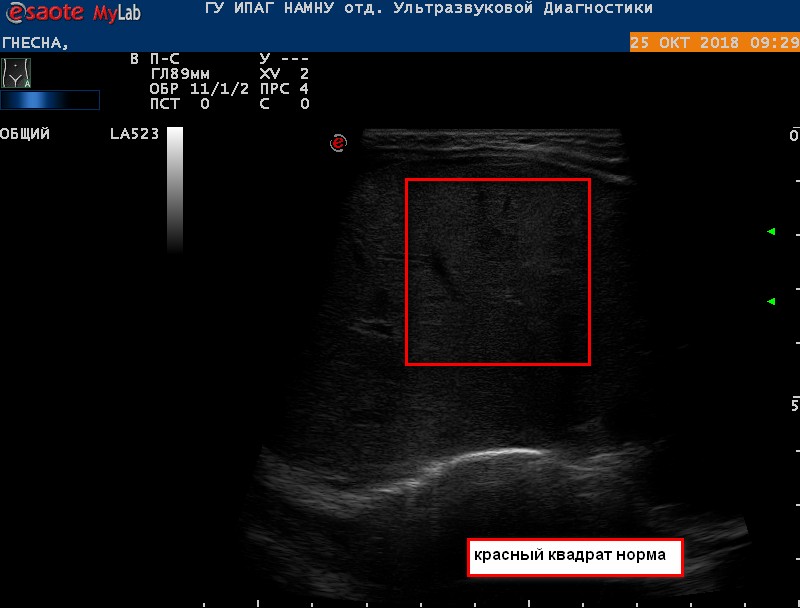 esaote MyLab
ГУ ИПАГ НАМНУ отд. Ультразвуковой Диагностики
ГНЕСНА,
25 ОКТ 2018 09:29
В П-С У ---
ГЛ89мм XV 2
ОБР 11/1/2 ПРС 4
ПСТ 0 С 0
A
ОБЩИЙ LA523
e
0
5
красный квадрат норма